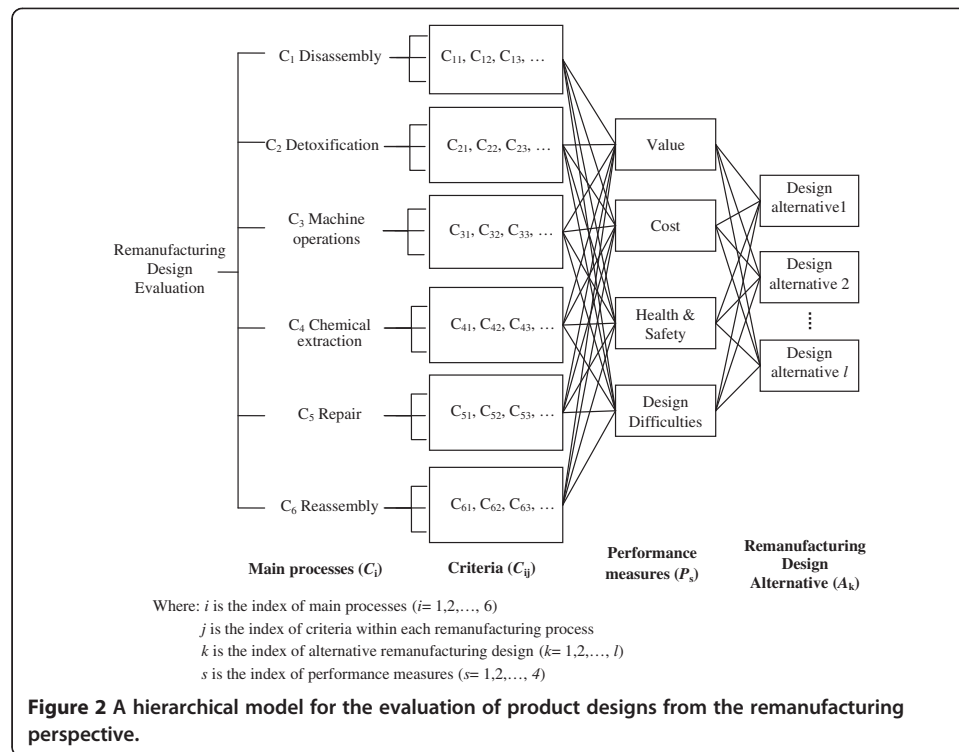 C₁ Disassembly
C₁₁, C₁₂, C₁₃, ...
C₂ Detoxification
C₂₁, C₂₂, C₂₃, ...
Value
Design
alternative1
C₃ Machine
operations
C₃₁, C₃₂, C₃₃, ...
Cost
Remanufacturing
Design
Evaluation
Design
alternative 2
C₄ Chemical
extraction
C₄₁, C₄₂, C₄₃, ...
Health &
Safety
Design
alternative l
C₅ Repair
C₅₁, C₅₂, C₅₃, ...
Design
Difficulties
C₆ Reassembly
C₆₁, C₆₂, C₆₃, ...
Main processes (Cᵢ)
Criteria (Cᵢⱼ)
Performance
measures (Pₛ)
Remanufacturing
Design
Alternative (Aₖ)
Where: i is the index of main processes (i= 1,2,..., 6)
j is the index of criteria within each remanufacturing process
k is the index of alternative remanufacturing design (k= 1,2,..., l)
s is the index of performance measures (s= 1,2,..., 4)
Figure 2 A hierarchical model for the evaluation of product designs from the remanufacturing
perspective.